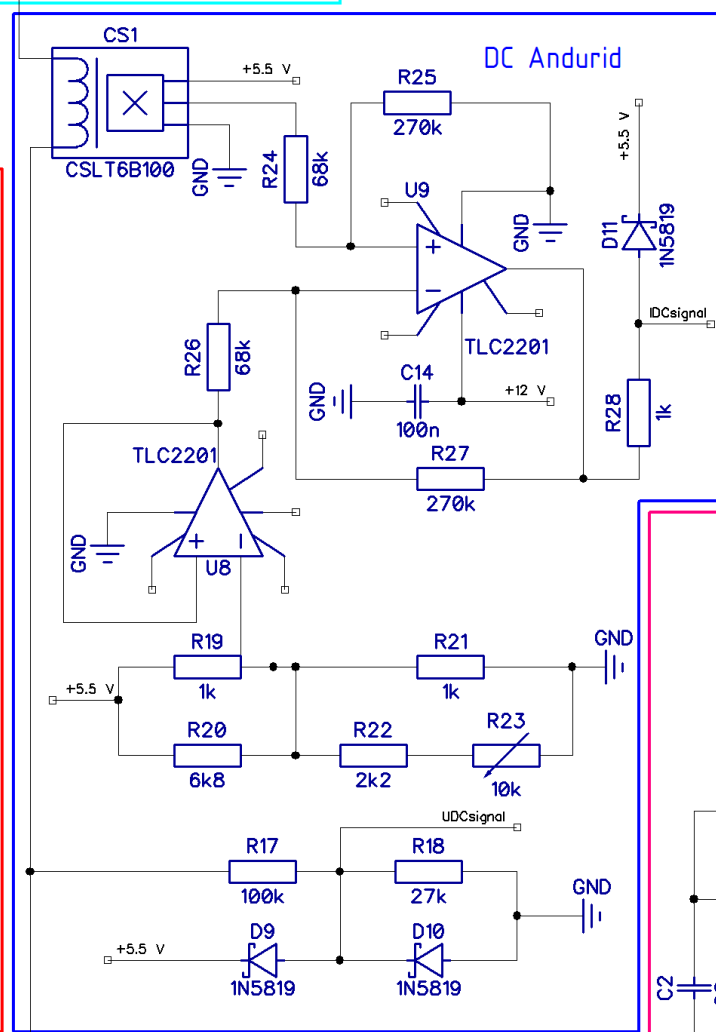 CS1
DC Andurid
+5.5 V
R25
270k
+5.5 V
CSLT6B100
GND
R24
68k
U9
GND
D11
1N5819
+
−
IDCsignal
TLC2201
R26
68k
C14
GND
100n
+12 V
R28
1k
R27
270k
TLC2201
GND
+
−
U8
R19
1k
R21
1k
GND
+5.5 V
R20
6k8
R22
2k2
R23
10k
UDCsignal
R17
100k
R18
27k
GND
D9
+5.5 V
1N5819
D10
1N5819
C2